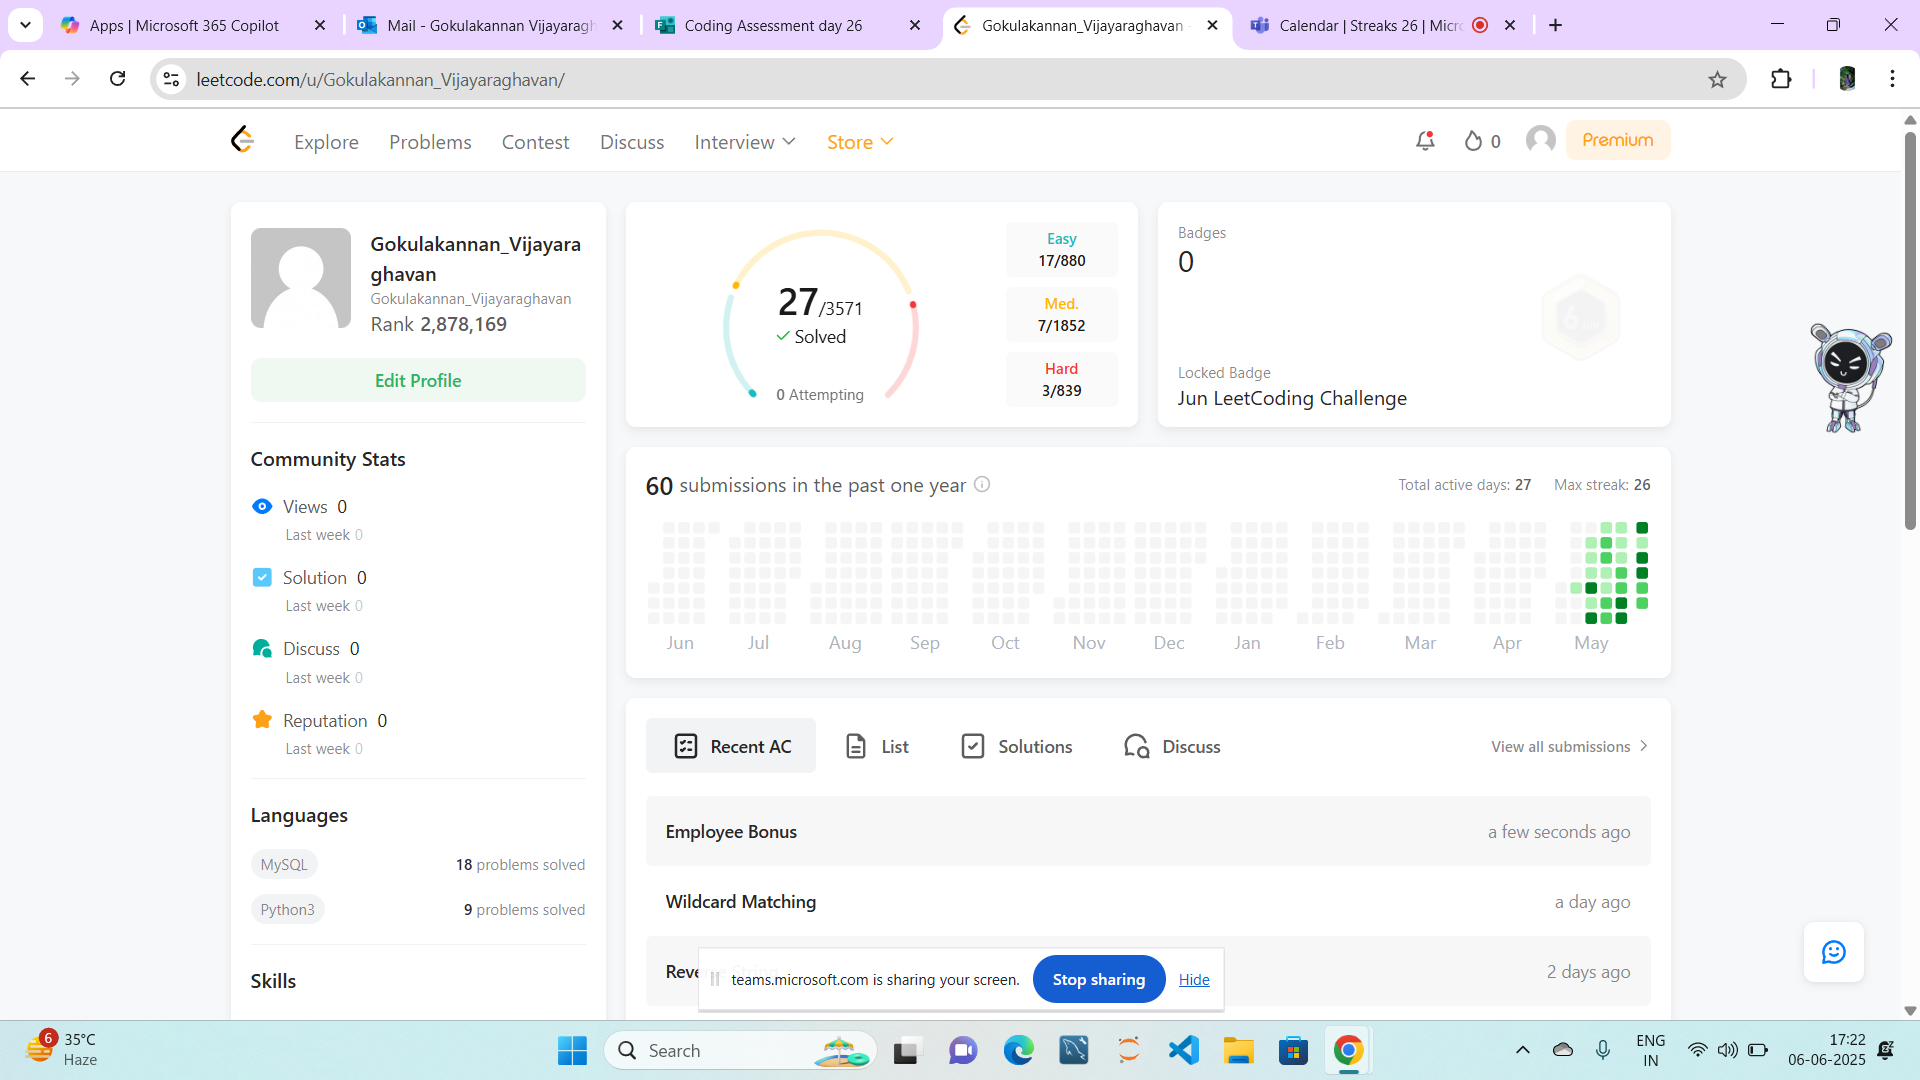 Apps | Microsoft 365 Copilot
Mail - Gokulakannan Vijayaragh
Coding Assessment day 26
Gokulakannan_Vijayaraghavan -
Calendar | Streaks 26 | Micro
leetcode.com/u/Gokulakannan_Vijayaraghavan/
Explore
Problems
Contest
Discuss
Interview
Store
0
Premium
Gokulakannan_Vijayara
ghavan
Gokulakannan_Vijayaraghavan
Rank 2,878,169
Edit Profile
Community Stats
Views 0
Last week 0
Solution 0
Last week 0
Discuss 0
Last week 0
Reputation 0
Last week 0
Languages
MySQL 18 problems solved
Python3 9 problems solved
Skills
27/3571
Solved
0 Attempting
Easy
17/880
Med.
7/1852
Hard
3/839
Badges
0
Locked Badge
Jun LeetCoding Challenge
60 submissions in the past one year
Total active days: 27 Max streak: 26
Jun Jul Aug Sep Oct Nov Dec Jan Feb Mar Apr May
Recent AC
List
Solutions
Discuss
View all submissions
Employee Bonus a few seconds ago
Wildcard Matching a day ago
2 days ago
teams.microsoft.com is sharing your screen. Stop sharing Hide
6
35°C
Haze
Search
ENG
IN
17:22
06-06-2025